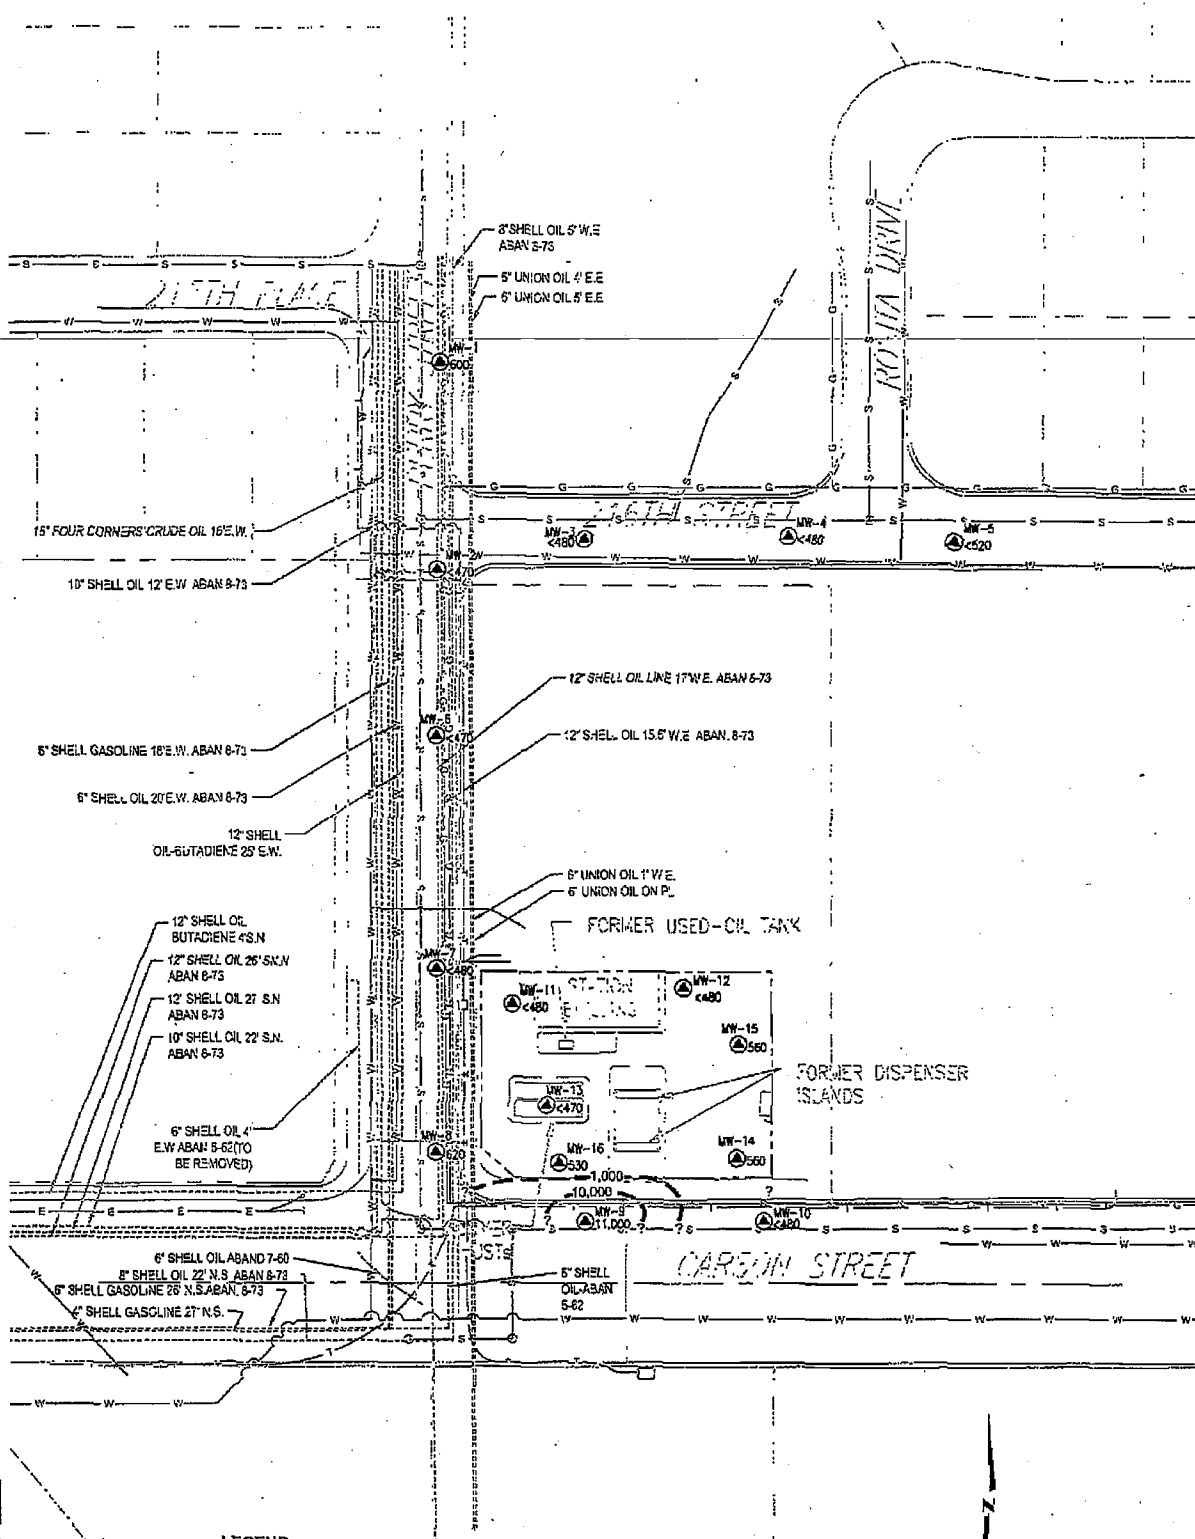 8" SHELL OIL 5' W.E
ABAN 8-73
6" UNION OIL 4' E.E
6" UNION OIL 5' E.E
217TH PLACE
ROSITA DRIVE
MW-1
600
216TH STREET
15" FOUR CORNERS CRUDE OIL 16'E.W.
10" SHELL OIL 12' E.W ABAN 8-73
MW-2
<470
MW-3
<480
MW-4
<480
MW-5
<520
12" SHELL OIL LINE 17'W E. ABAN 8-73
MW-6
<470
12" SHELL OIL 15.5' W.E ABAN. 8-73
6" SHELL GASOLINE 18'E.W. ABAN 8-73
6" SHELL OIL 20'E.W. ABAN 8-73
12" SHELL
OIL-BUTADIENE 25' E.W.
6" UNION OIL 1' W E.
6" UNION OIL ON PL
FORMER USED-OIL TANK
12" SHELL OIL
BUTADIENE 4'S.N
12" SHELL OIL 26' S.N
ABAN 8-73
12" SHELL OIL 27' S.N
ABAN 8-73
10" SHELL OIL 22' S.N.
ABAN 8-73
MW-7
<480
MW-11
<480
STATION
BUILDING
MW-12
<480
MW-15
560
FORMER DISPENSER
ISLANDS
MW-13
<470
6" SHELL OIL 4'
E.W ABAN 5-62(TO
BE REMOVED)
MW-8
620
MW-16
530
MW-14
560
1,000
10,000
MW-9
11,000
MW-10
<480
USTs
CARSON STREET
6" SHELL OIL ABAND 7-60
8" SHELL OIL 22' N.S ABAN 8-73
6" SHELL GASOLINE 26' N.S.ABAN. 8-73
4" SHELL GASOLINE 27' N.S.
6" SHELL
OIL-ABAN
5-62
N
LEGEND